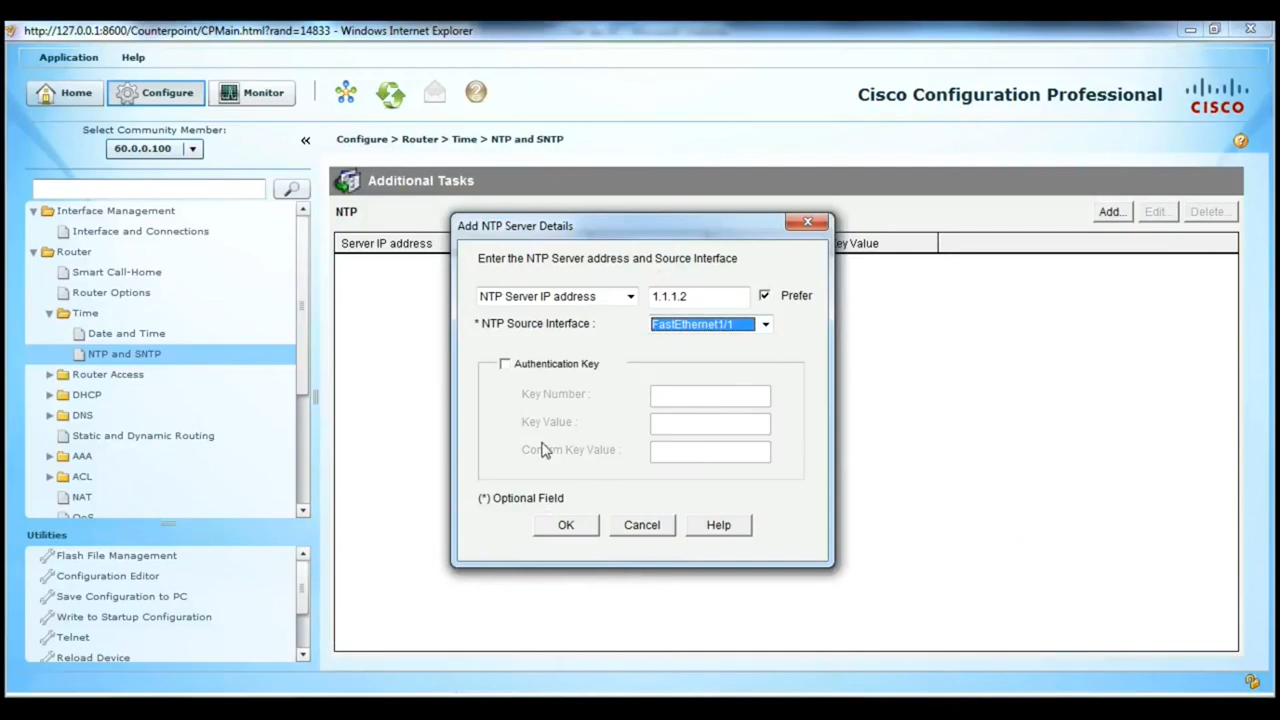 http://127.0.0.1:8600/Counterpoint/CPMain.html?rand=14833 - Windows Internet Explorer
Application Help
Home Configure Monitor
Cisco Configuration Professional
CISCO
Select Community Member:
60.0.0.100
«
Configure > Router > Time > NTP and SNTP
Interface Management
Interface and Connections
Router
Smart Call-Home
Router Options
Time
Date and Time
NTP and SNTP
Router Access
DHCP
DNS
Static and Dynamic Routing
AAA
ACL
NAT
QoS
Utilities
Flash File Management
Configuration Editor
Save Configuration to PC
Write to Startup Configuration
Telnet
Reload Device
Additional Tasks
NTP
Add... Edit... Delete...
Server IP address ey Value
Add NTP Server Details
Enter the NTP Server address and Source Interface
NTP Server IP address 1.1.1.2 Prefer
* NTP Source Interface : FastEthernet1/1
Authentication Key
Key Number :
Key Value :
Confirm Key Value :
(*) Optional Field
OK Cancel Help